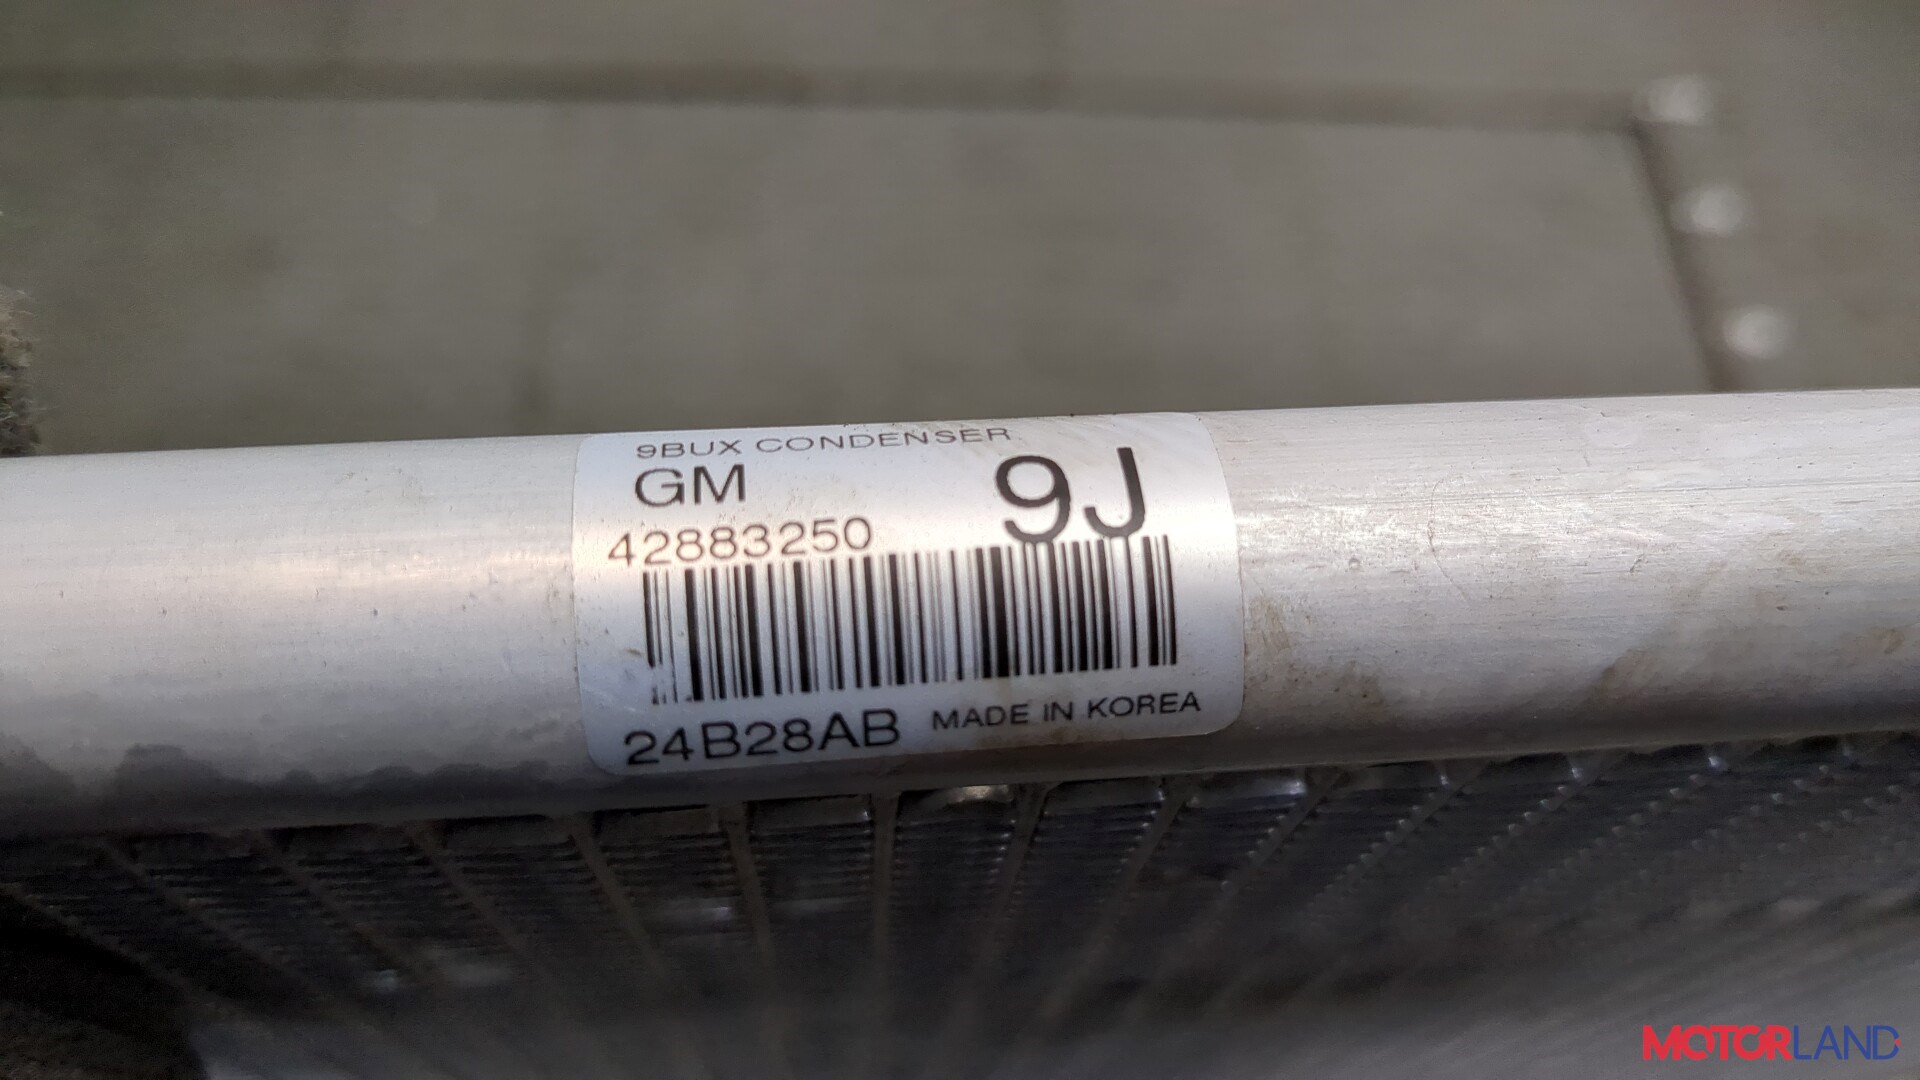 9BUX CONDENSER
GM
9J
42883250
24B28AB MADE IN KOREA
MOTORLAND